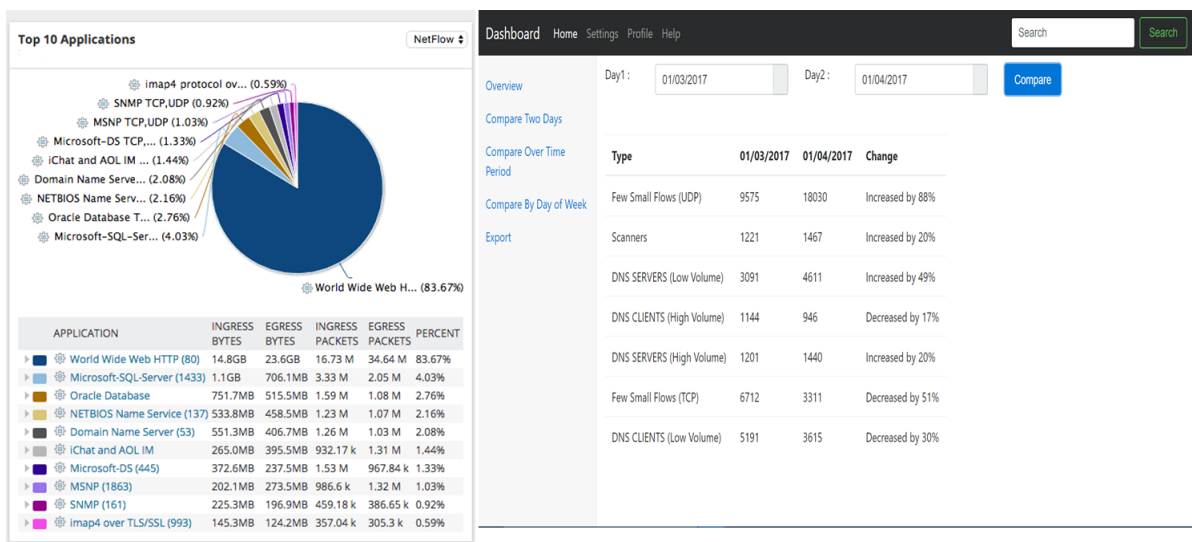 Top 10 Applications
NetFlow
imap4 protocol ov... (0.59%)
SNMP TCP,UDP (0.92%)
MSNP TCP,UDP (1.03%)
Microsoft-DS TCP,... (1.33%)
iChat and AOL IM ... (1.44%)
Domain Name Serve... (2.08%)
NETBIOS Name Serv... (2.16%)
Oracle Database T... (2.76%)
Microsoft-SQL-Ser... (4.03%)
World Wide Web H... (83.67%)
APPLICATION INGRESS BYTES EGRESS BYTES INGRESS PACKETS EGRESS PACKETS PERCENT
World Wide Web HTTP (80) 14.8GB 23.6GB 16.73 M 34.64 M 83.67%
Microsoft-SQL-Server (1433) 1.1GB 706.1MB 3.33 M 2.05 M 4.03%
Oracle Database 751.7MB 515.5MB 1.59 M 1.08 M 2.76%
NETBIOS Name Service (137) 533.8MB 458.5MB 1.23 M 1.07 M 2.16%
Domain Name Server (53) 551.3MB 406.7MB 1.26 M 1.03 M 2.08%
iChat and AOL IM 265.0MB 395.5MB 932.17 k 1.31 M 1.44%
Microsoft-DS (445) 372.6MB 237.5MB 1.53 M 967.84 k 1.33%
MSNP (1863) 202.1MB 273.5MB 986.6 k 1.32 M 1.03%
SNMP (161) 225.3MB 196.9MB 459.18 k 386.65 k 0.92%
imap4 over TLS/SSL (993) 145.3MB 124.2MB 357.04 k 305.3 k 0.59%
Dashboard Home Settings Profile Help Search Search
Overview
Compare Two Days
Compare Over Time
Period
Compare By Day of Week
Export
Day1 : 01/03/2017 Day2 : 01/04/2017 Compare
Type 01/03/2017 01/04/2017 Change
Few Small Flows (UDP) 9575 18030 Increased by 88%
Scanners 1221 1467 Increased by 20%
DNS SERVERS (Low Volume) 3091 4611 Increased by 49%
DNS CLIENTS (High Volume) 1144 946 Decreased by 17%
DNS SERVERS (High Volume) 1201 1440 Increased by 20%
Few Small Flows (TCP) 6712 3311 Decreased by 51%
DNS CLIENTS (Low Volume) 5191 3615 Decreased by 30%